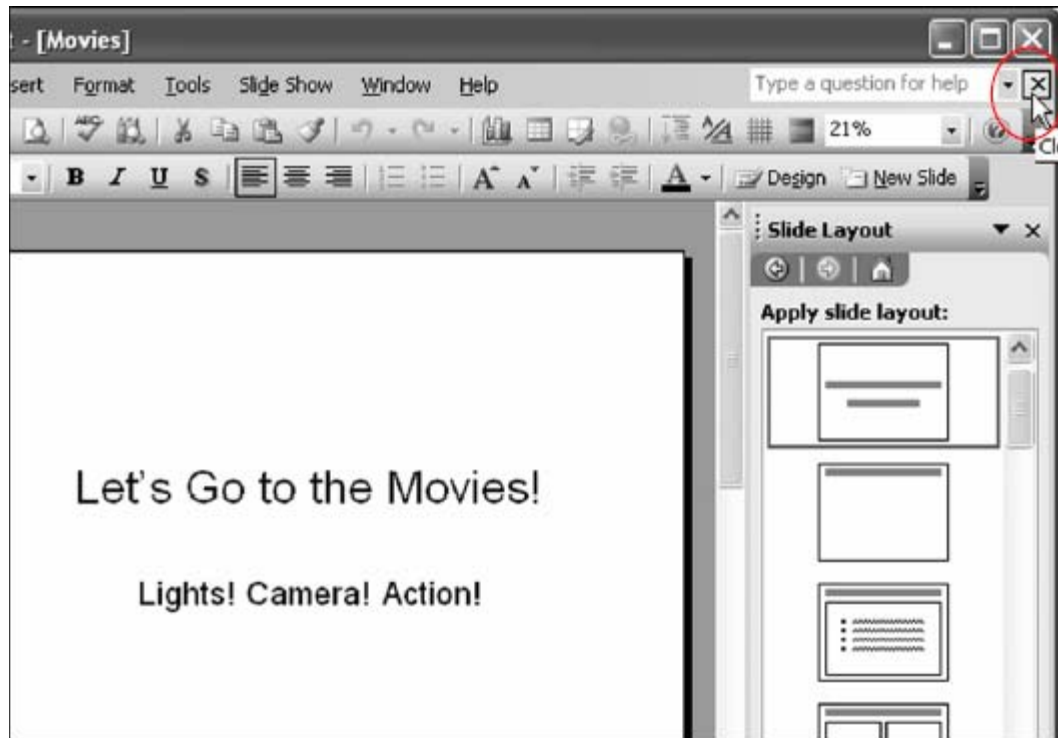 - [Movies]
sert Format Tools Slide Show Window Help Type a question for help
21%
Clo
B I U S A A A Design New Slide
Slide Layout
Apply slide layout:
Let's Go to the Movies!
Lights! Camera! Action!